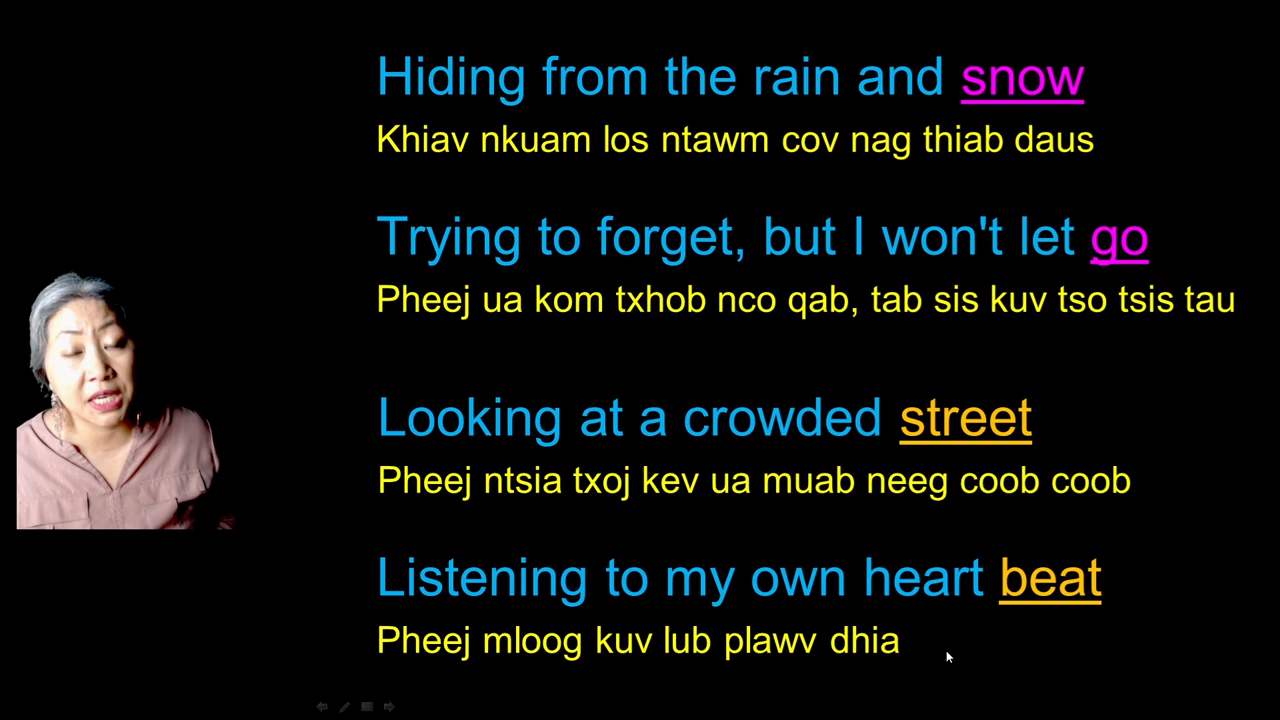 Hiding from the rain and snow
Khiav nkuam los ntawm cov nag thiab daus
Trying to forget, but I won't let go
Pheej ua kom txhob nco qab, tab sis kuv tso tsis tau
Looking at a crowded street
Pheej ntsia txoj kev ua muab neeg coob coob
Listening to my own heart beat
Pheej mloog kuv lub plawv dhia